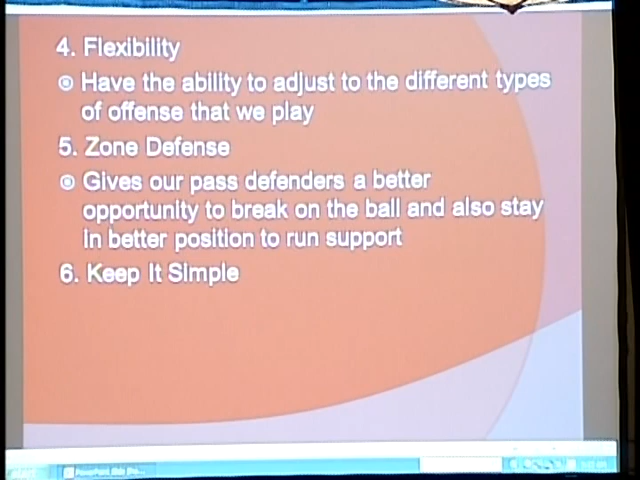 4. Flexibility
Have the ability to adjust to the different types
of offense that we play
5. Zone Defense
Gives our pass defenders a better
opportunity to break on the ball and also stay
in better position to run support
6. Keep It Simple